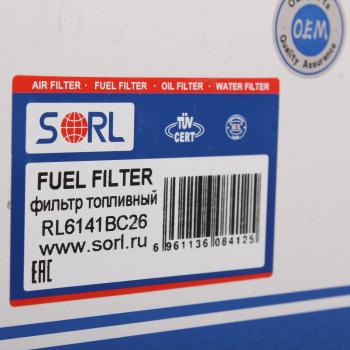 O.E.M
Quality Assurance
AIR FILTER • FUEL FILTER • OIL FILTER • WATER FILTER
SORL
TÜV
CERT
FUEL FILTER
фильтр топливный
RL6141BC26
www.sorl.ru
6 961136 084125
EAC